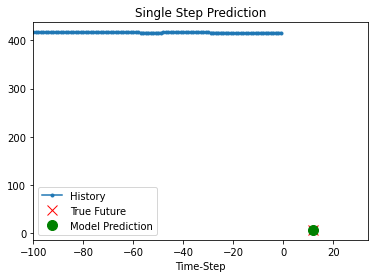 Single Step Prediction
400
300
200
100
0
History
True Future
Model Prediction
−100 −80 −60 −40 −20 0 20
Time-Step